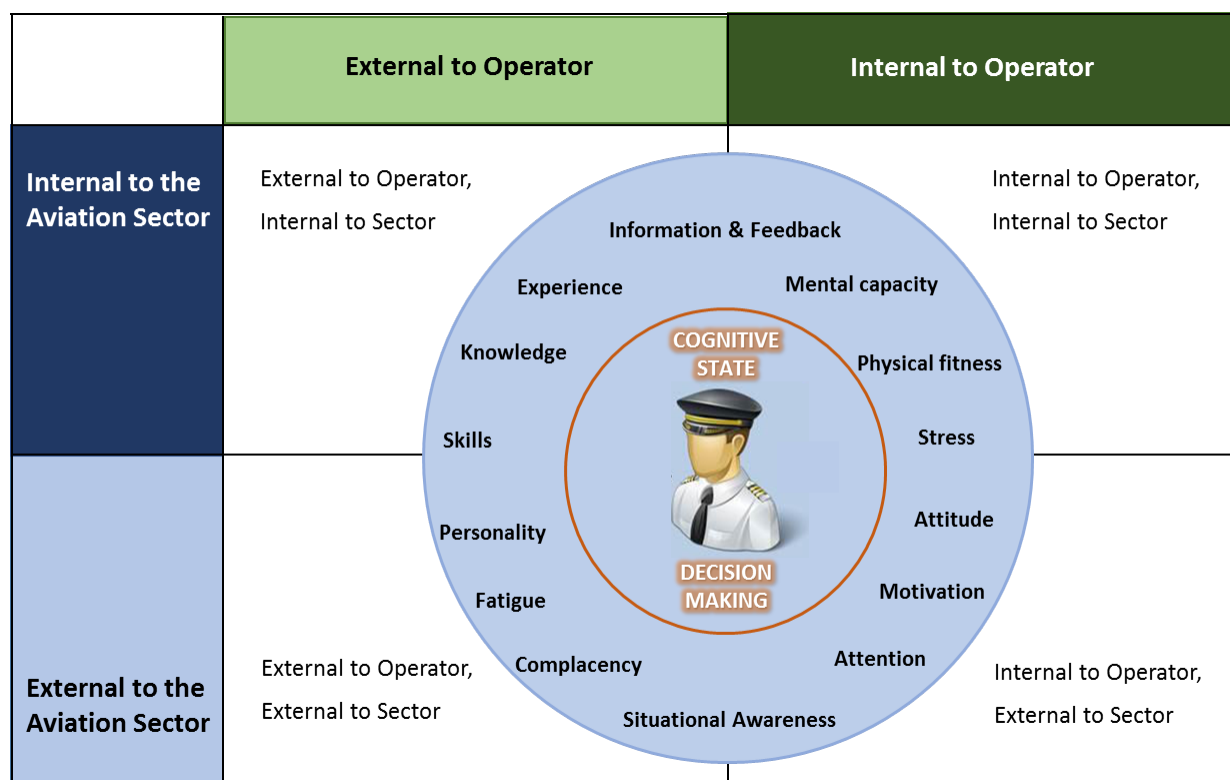 External to Operator
Internal to Operator
Internal to the
Aviation Sector
External to Operator,
Internal to Sector
Internal to Operator,
Internal to Sector
Information & Feedback
Experience
Mental capacity
Knowledge
COGNITIVE
STATE
Physical fitness
Skills
Stress
Personality
Attitude
DECISION
MAKING
Fatigue
Motivation
Complacency
Attention
Situational Awareness
External to the
Aviation Sector
External to Operator,
External to Sector
Internal to Operator,
External to Sector